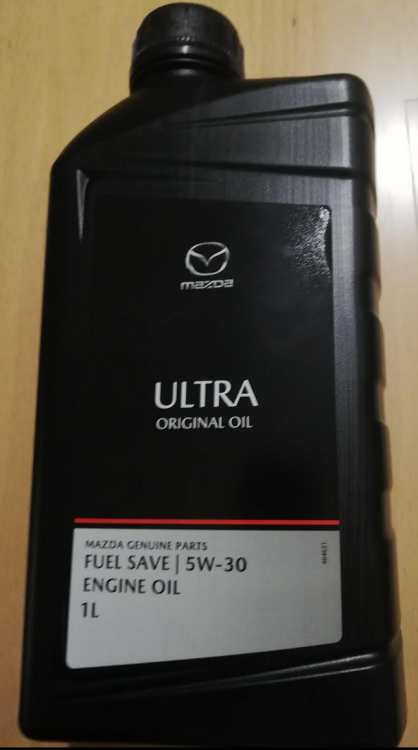 mazda
ULTRA
ORIGINAL OIL
MAZDA GENUINE PARTS
FUEL SAVE | 5W-30
ENGINE OIL
1L